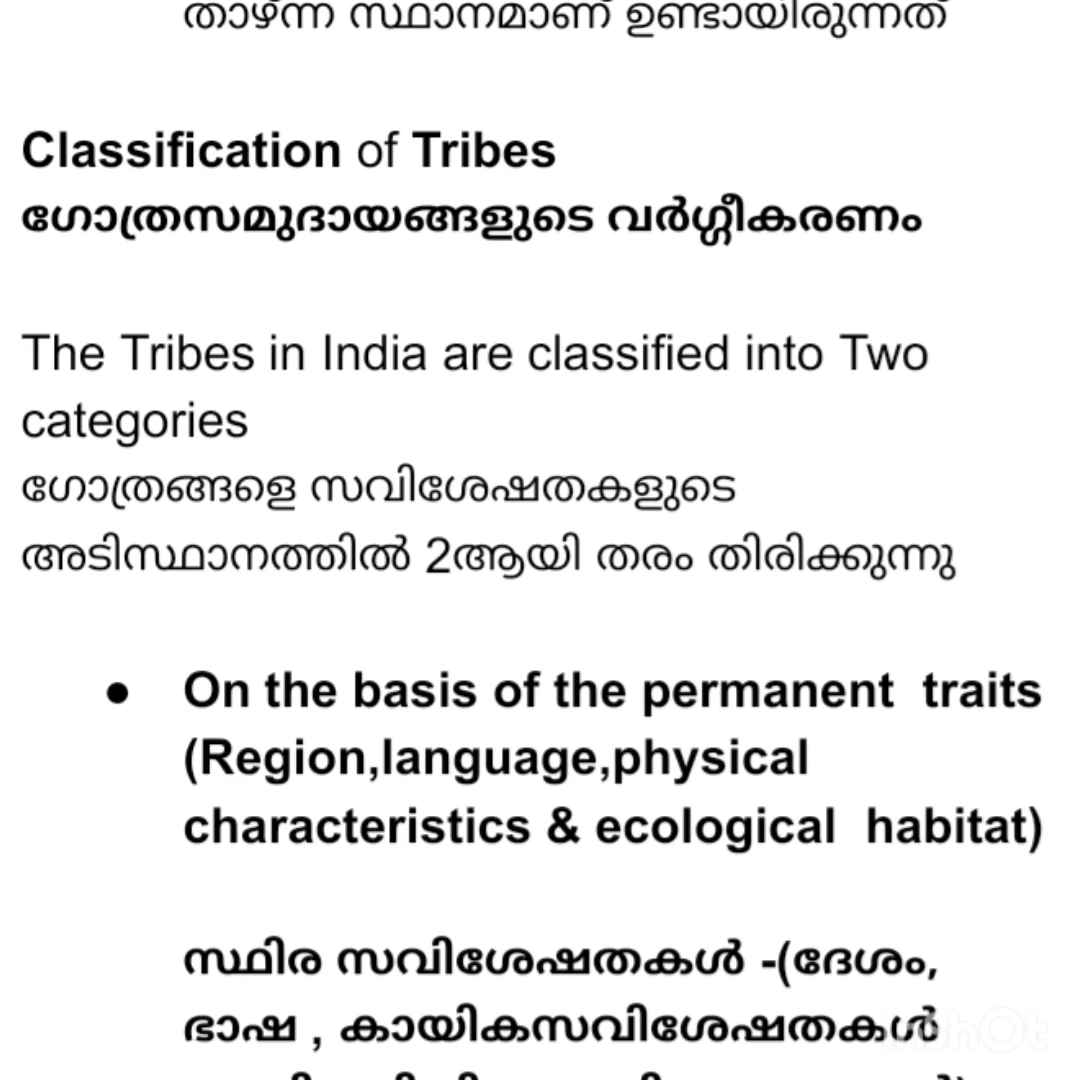 താഴ്ന്ന സ്ഥാനമാണ് ഉണ്ടായിരുന്നത്
Classification of Tribes
ഗോത്രസമുദായങ്ങളുടെ വർഗ്ഗീകരണം
The Tribes in India are classified into Two
categories
ഗോത്രങ്ങളെ സവിശേഷതകളുടെ
അടിസ്ഥാനത്തിൽ 2ആയി തരം തിരിക്കുന്നു
● On the basis of the permanent traits
(Region,language,physical
characteristics & ecological habitat)
സ്ഥിര സവിശേഷതകൾ -(ദേശം,
ഭാഷ , കായികസവിശേഷതകൾ